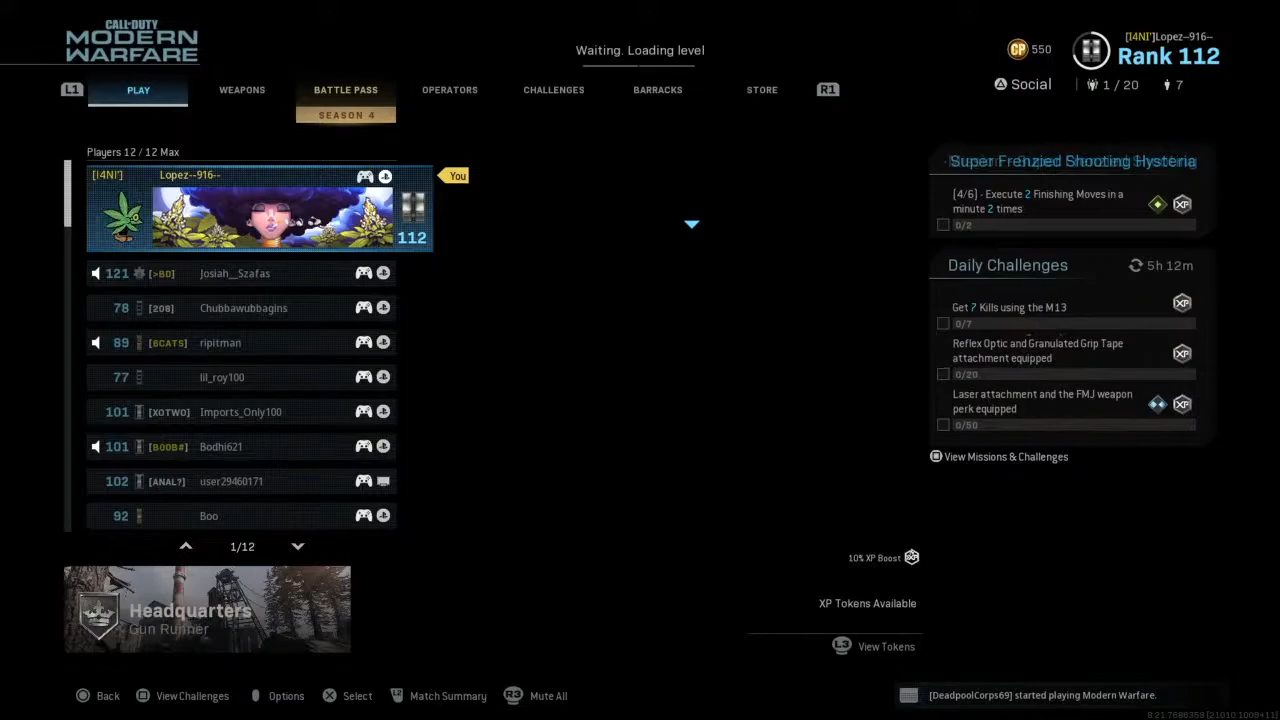 CALL·DUTY
MODERN
WARFARE
Waiting. Loading level
CP 550
[I4NI']Lopez--916--
Rank 112
Social
1 / 20
7
L1
PLAY
WEAPONS
BATTLE PASS
SEASON 4
OPERATORS
CHALLENGES
BARRACKS
STORE
R1
Players 12 / 12 Max
[I4NI'] Lopez--916--
112
You
121 [>BD] Josiah__Szafas
78 [208] Chubbawubbagins
89 [BCATS] ripitman
77 lil_roy100
101 [XOTWO] Imports_Only100
101 [BOOB#] Bodhi621
102 [ANAL?] user29460171
92 Boo
1/12
Headquarters
Gun Runner
Super Frenzied Shooting Hysteria
[4/6] - Execute 2 Finishing Moves in a
minute 2 times
XP
0/2
Daily Challenges
5h 12m
Get 7 Kills using the M13
XP
0/7
Reflex Optic and Granulated Grip Tape
attachment equipped
XP
0/20
Laser attachment and the FMJ weapon
perk equipped
XP
0/50
View Missions & Challenges
10% XP Boost
XP Tokens Available
L3 View Tokens
Back
View Challenges
Options
Select
L2 Match Summary
R3 Mute All
[DeadpoolCorps69] started playing Modern Warfare.